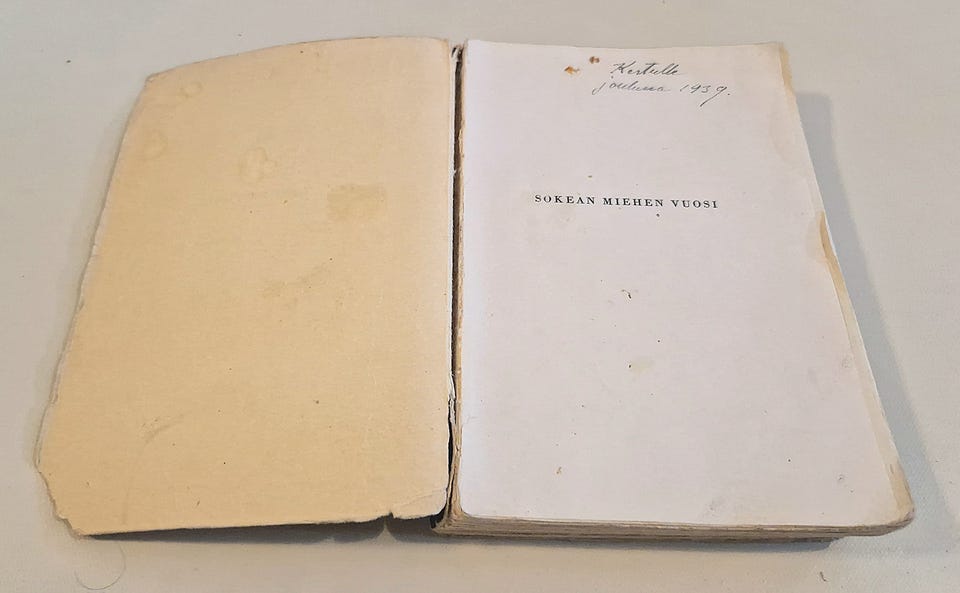 Kertulle
jouluna 1939.
SOKEAN MIEHEN VUOSI